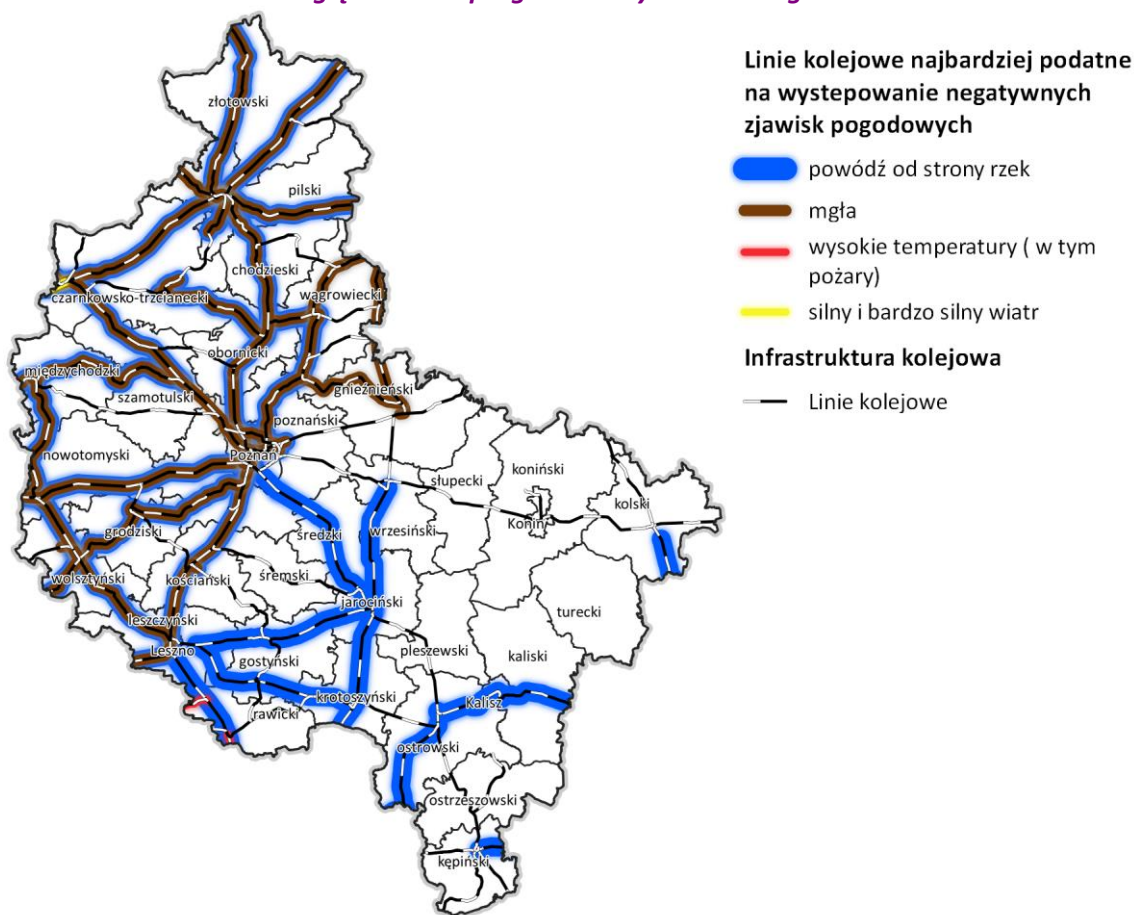 Linie kolejowe najbardziej podatne
na wystepowanie negatywnych
zjawisk pogodowych
powódź od strony rzek
mgła
wysokie temperatury ( w tym
pożary)
silny i bardzo silny wiatr
Infrastruktura kolejowa
Linie kolejowe
złotowski
pilski
chodzieski
czarnkowsko-trzcianecki
wągrowiecki
obornicki
międzychodzki
szamotulski
gnieźnieński
poznański
Poznań
nowotomyski
słupecki
koniński
kolski
Konin
grodziski
średzki
wrzesiński
wolsztyński
kościański
śremski
jarociński
turecki
leszczyński
Leszno
gostyński
pleszewski
kaliski
krotoszyński
Kalisz
rawicki
ostrowski
ostrzeszowski
kępiński